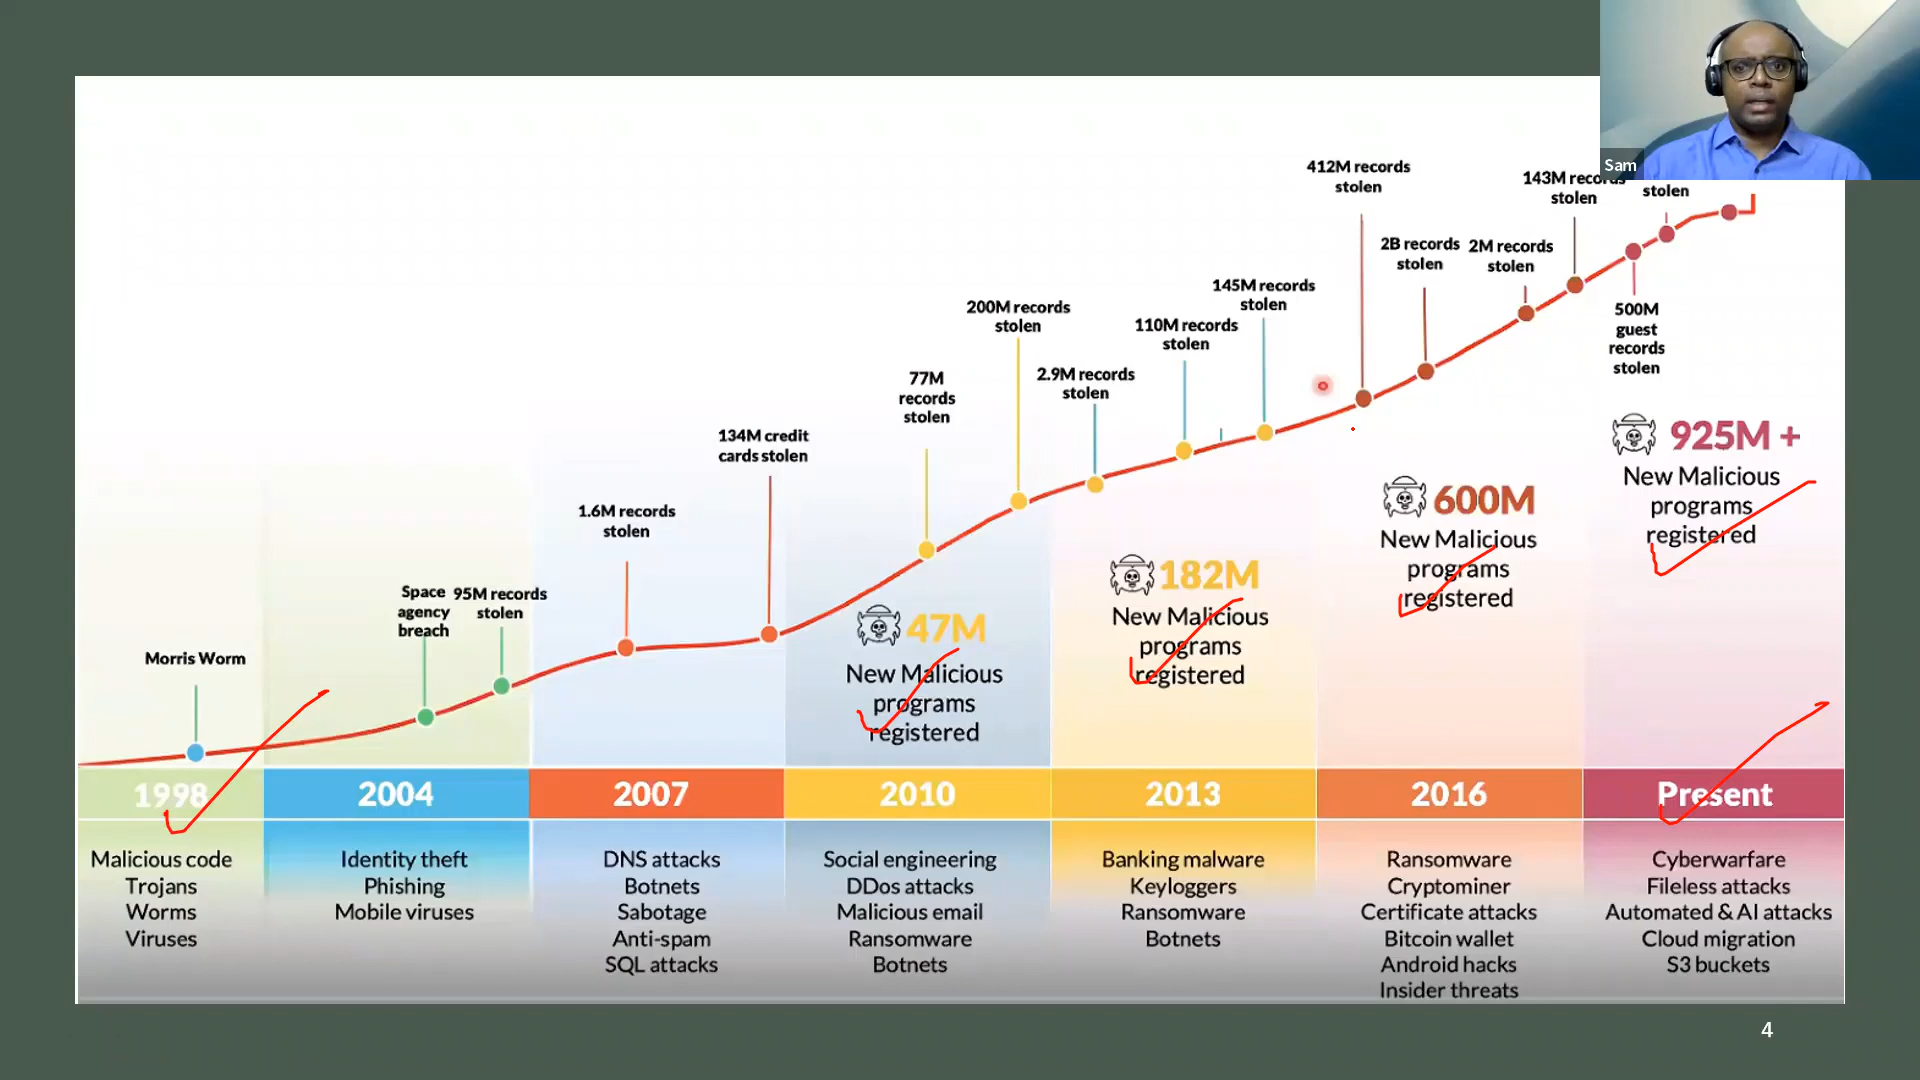 Sam
412M records
stolen
143M records
stolen
stolen
2B records
stolen
2M records
stolen
145M records
stolen
200M records
stolen
110M records
stolen
500M
guest
records
stolen
2.9M records
stolen
77M
records
stolen
134M credit
cards stolen
1.6M records
stolen
Space
agency
breach
95M records
stolen
Morris Worm
925M +
New Malicious
programs
registered
600M
New Malicious
programs
registered
182M
New Malicious
programs
registered
47M
New Malicious
programs
registered
1998
2004
2007
2010
2013
2016
Present
Malicious code
Trojans
Worms
Viruses
Identity theft
Phishing
Mobile viruses
DNS attacks
Botnets
Sabotage
Anti-spam
SQL attacks
Social engineering
DDos attacks
Malicious email
Ransomware
Botnets
Banking malware
Keyloggers
Ransomware
Botnets
Ransomware
Cryptominer
Certificate attacks
Bitcoin wallet
Android hacks
Insider threats
Cyberwarfare
Fileless attacks
Automated & AI attacks
Cloud migration
S3 buckets
4